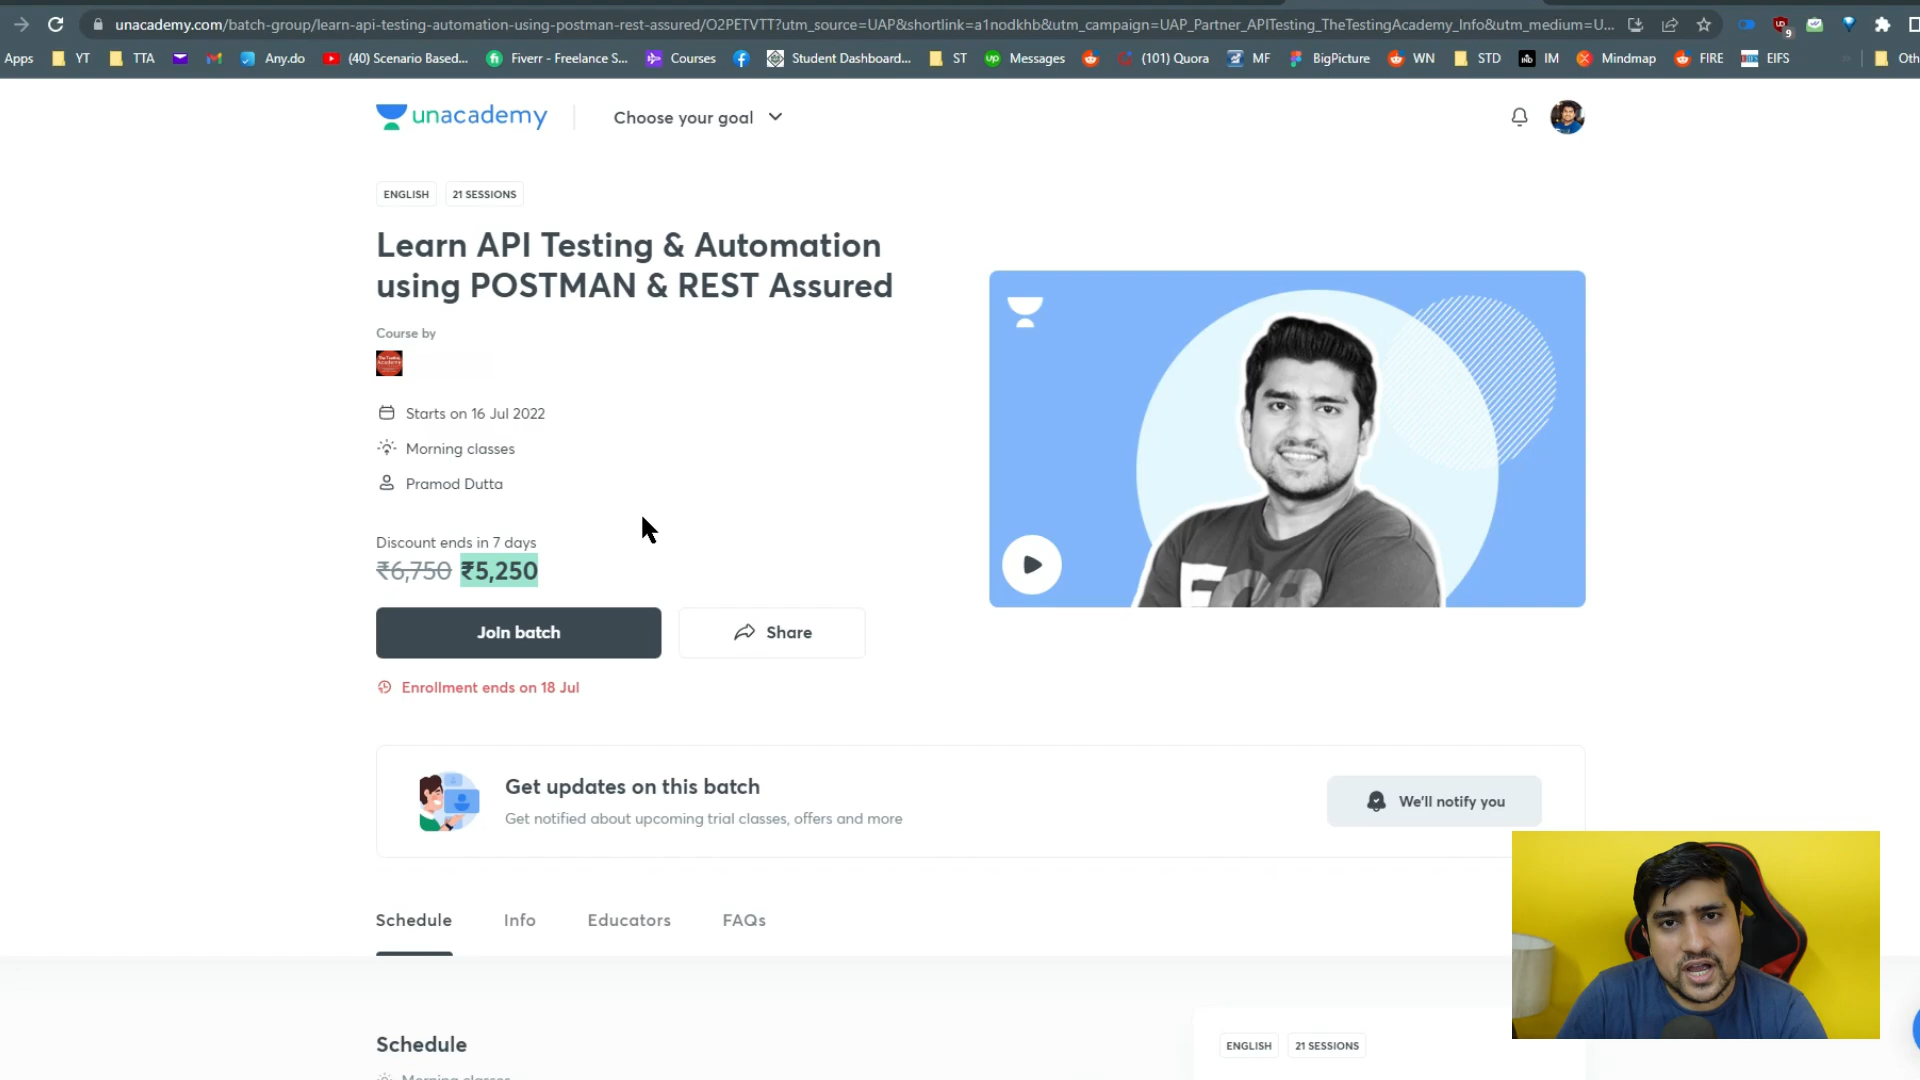 unacademy.com/batch-group/learn-api-testing-automation-using-postman-rest-assured/O2PETVTT?utm_source=UAP&shortlink=a1nodkhb&utm_campaign=UAP_Partner_APITesting_TheTestingAcademy_Info&utm_medium=U...
9
Apps YT TTA Any.do (40) Scenario Based... Fiverr - Freelance S... Courses Student Dashboard... ST Messages (101) Quora MF BigPicture WN STD IM Mindmap FIRE EIFS Oth
unacademy Choose your goal
ENGLISH 21 SESSIONS
Learn API Testing & Automation
using POSTMAN & REST Assured
Course by
Starts on 16 Jul 2022
Morning classes
Pramod Dutta
Discount ends in 7 days
₹6,750 ₹5,250
Join batch Share
Enrollment ends on 18 Jul
Get updates on this batch
Get notified about upcoming trial classes, offers and more
We'll notify you
Schedule Info Educators FAQs
Schedule
ENGLISH 21 SESSIONS
Morning classes